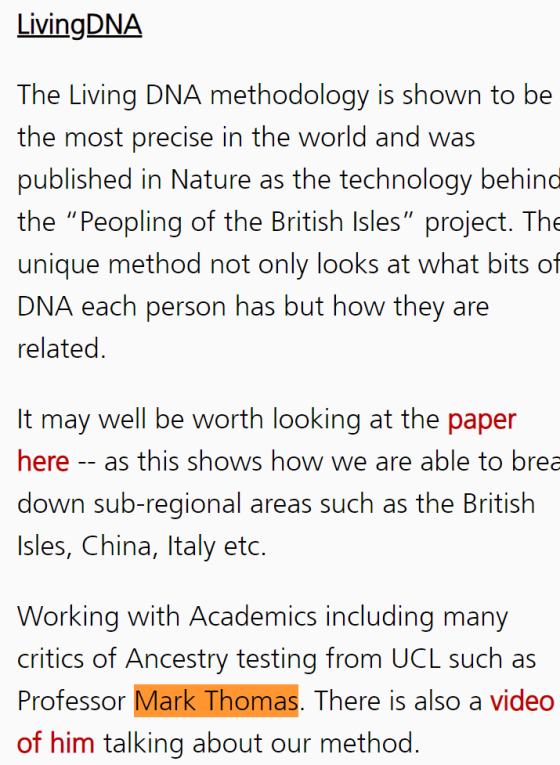 LivingDNA
The Living DNA methodology is shown to be
the most precise in the world and was
published in Nature as the technology behind
the “Peopling of the British Isles” project. The
unique method not only looks at what bits of
DNA each person has but how they are
related.
It may well be worth looking at the paper
here -- as this shows how we are able to brea
down sub-regional areas such as the British
Isles, China, Italy etc.
Working with Academics including many
critics of Ancestry testing from UCL such as
Professor Mark Thomas. There is also a video
of him talking about our method.